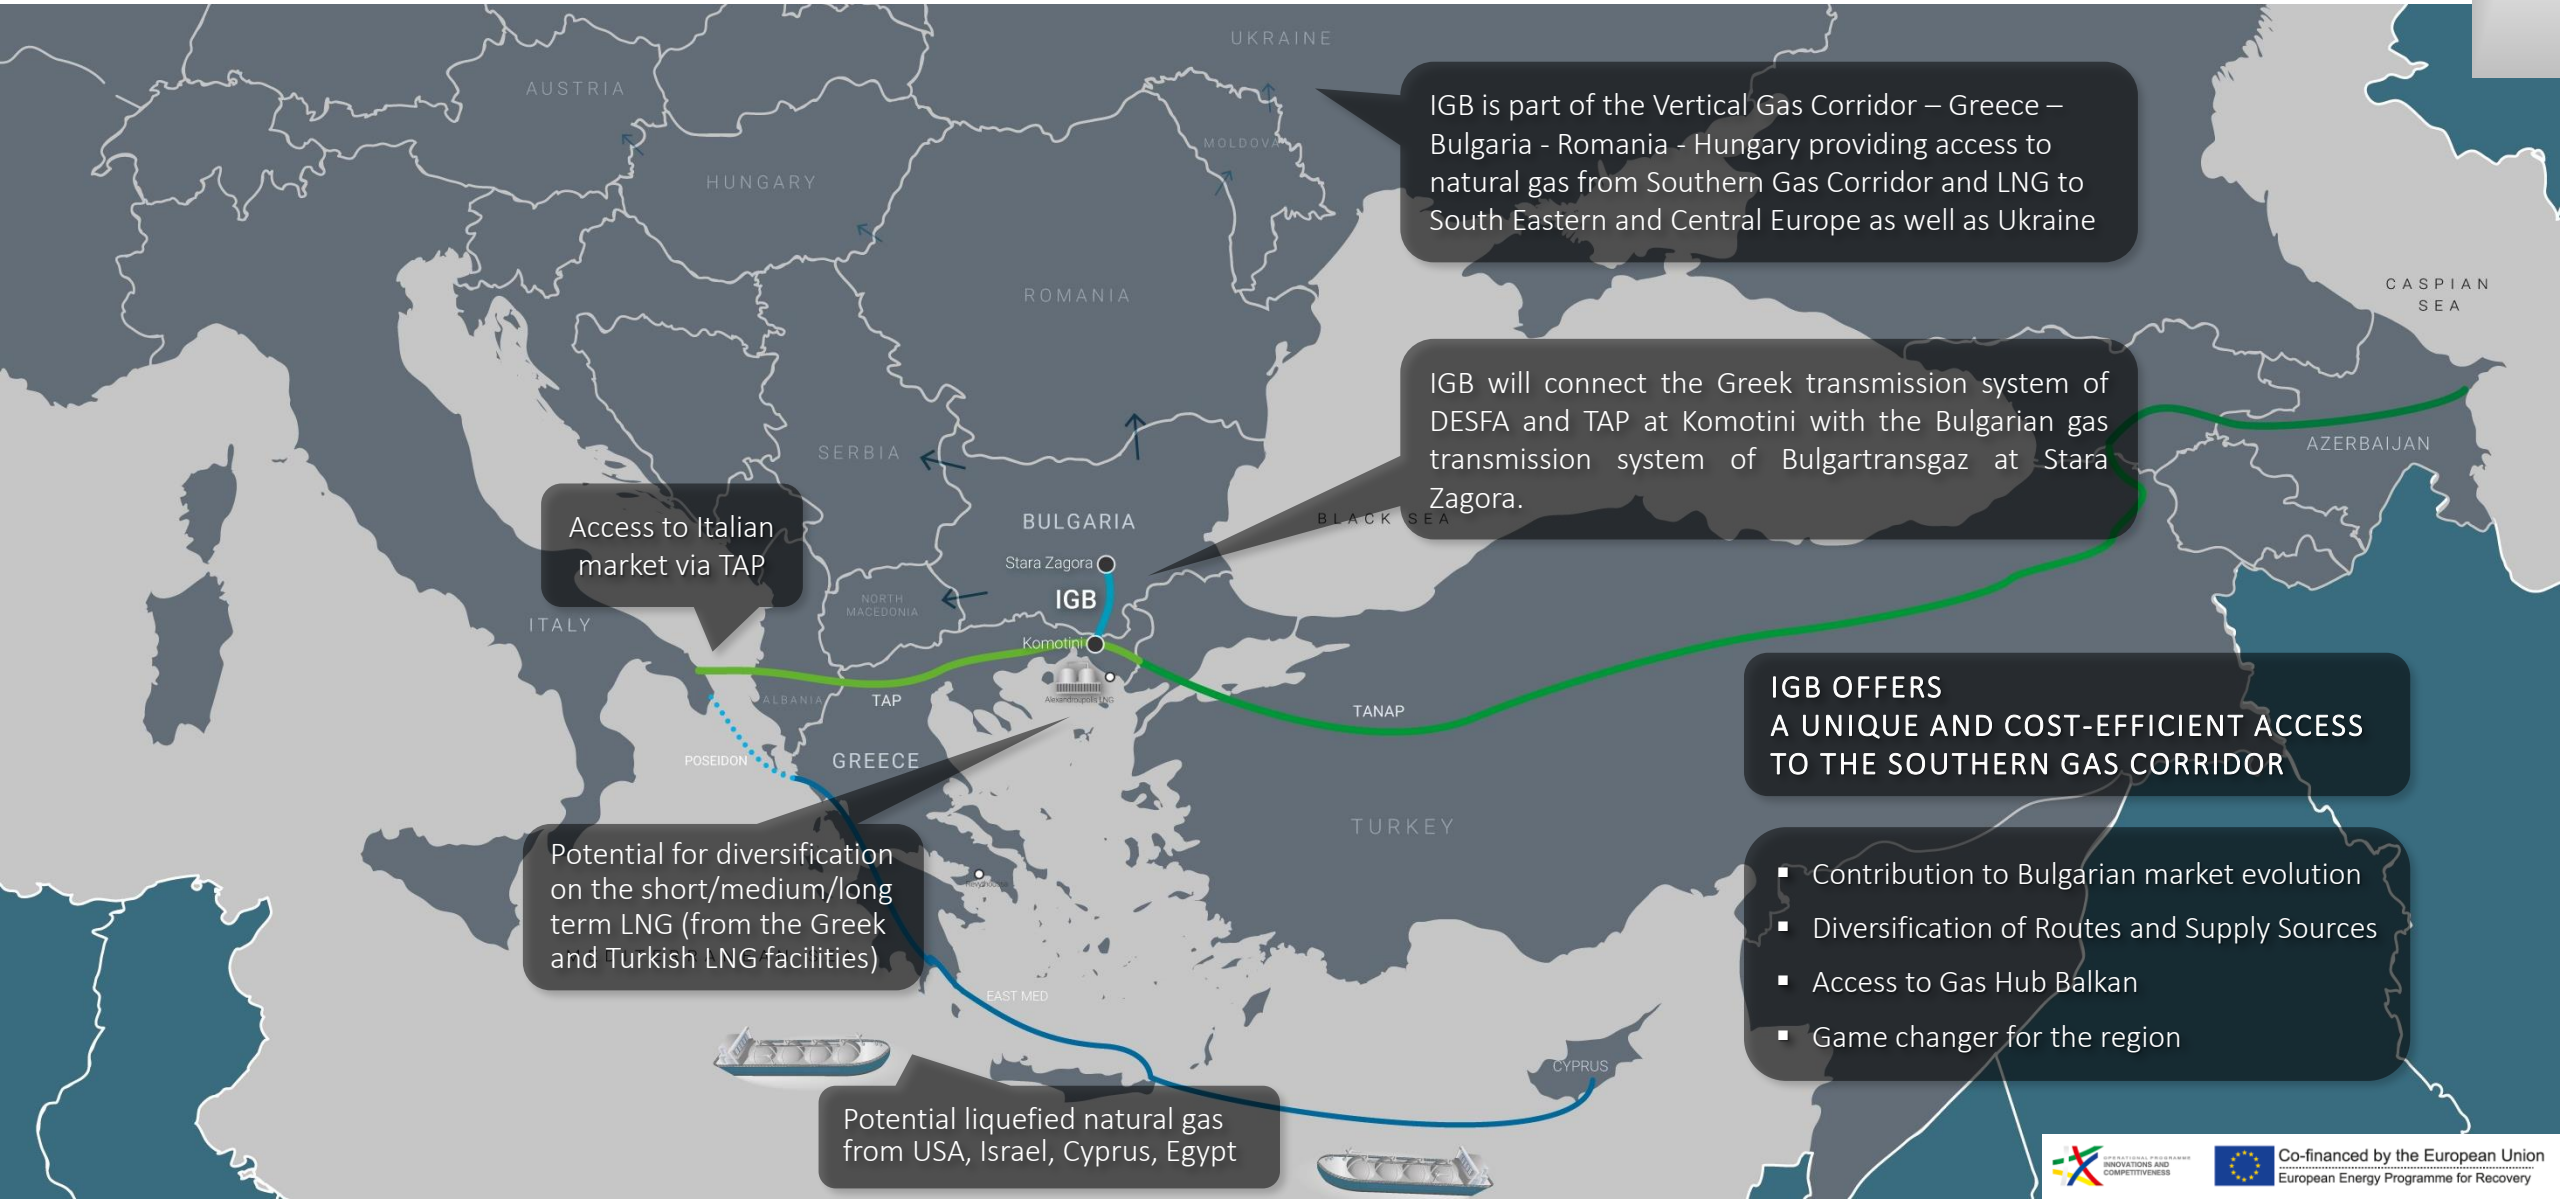 UKRAINE
AUSTRIA
MOLDOVA
HUNGARY
ROMANIA
CASPIAN
SEA
IGB is part of the Vertical Gas Corridor – Greece –
Bulgaria - Romania - Hungary providing access to
natural gas from Southern Gas Corridor and LNG to
South Eastern and Central Europe as well as Ukraine
IGB will connect the Greek transmission system of
DESFA and TAP at Komotini with the Bulgarian gas
transmission system of Bulgartransgaz at Stara
Zagora.
BLACK SEA
AZERBAIJAN
SERBIA
BULGARIA
Access to Italian
market via TAP
Stara Zagora
IGB
NORTH
MACEDONIA
ITALY
Komotini
Alexandroupolis LNG
ALBANIA
TAP
TANAP
POSEIDON
GREECE
TURKEY
IGB OFFERS
A UNIQUE AND COST-EFFICIENT ACCESS
TO THE SOUTHERN GAS CORRIDOR
Potential for diversification
on the short/medium/long
term LNG (from the Greek
and Turkish LNG facilities)
▪ Contribution to Bulgarian market evolution
▪ Diversification of Routes and Supply Sources
▪ Access to Gas Hub Balkan
▪ Game changer for the region
EAST MED
CYPRUS
Potential liquefied natural gas
from USA, Israel, Cyprus, Egypt
OPERATIONAL PROGRAMME
INNOVATIONS AND
COMPETITIVENESS
Co-financed by the European Union
European Energy Programme for Recovery